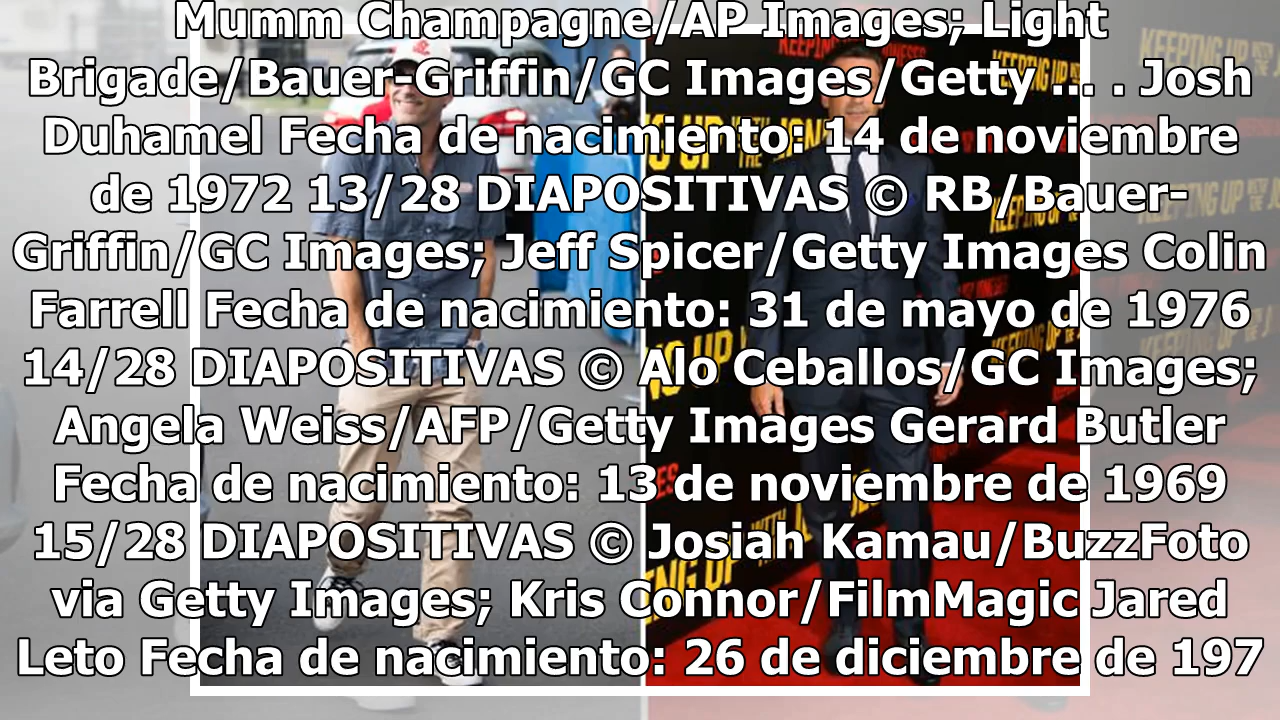 Mumm Champagne/AP Images; Light
Brigade/Bauer-Griffin/GC Images/Getty ... . Josh
Duhamel Fecha de nacimiento: 14 de noviembre
de 1972 13/28 DIAPOSITIVAS © RB/Bauer-
Griffin/GC Images; Jeff Spicer/Getty Images Colin
Farrell Fecha de nacimiento: 31 de mayo de 1976
14/28 DIAPOSITIVAS © Alo Ceballos/GC Images;
Angela Weiss/AFP/Getty Images Gerard Butler
Fecha de nacimiento: 13 de noviembre de 1969
15/28 DIAPOSITIVAS © Josiah Kamau/BuzzFoto
via Getty Images; Kris Connor/FilmMagic Jared
Leto Fecha de nacimiento: 26 de diciembre de 197
KEEPING UP WITH